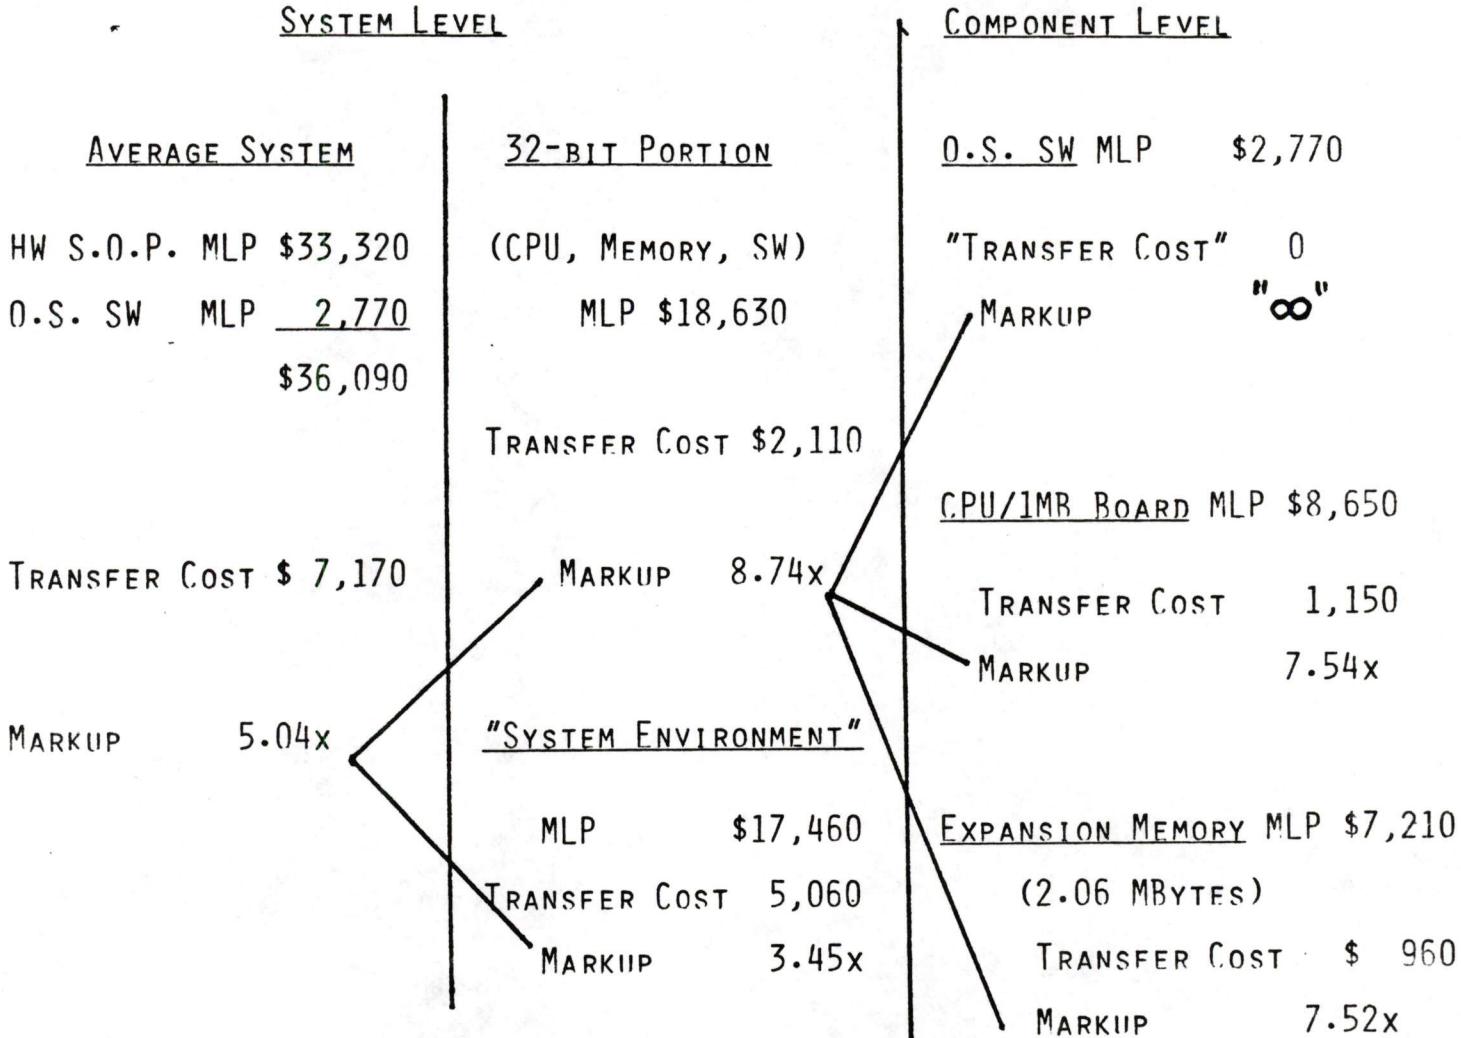 SYSTEM LEVEL
AVERAGE SYSTEM
HW S.O.P. MLP $33,320
O.S. SW MLP 2,770
$36,090
TRANSFER COST $ 7,170
MARKUP 5.04x
32-BIT PORTION
(CPU, MEMORY, SW)
MLP $18,630
TRANSFER COST $2,110
MARKUP 8.74x
"SYSTEM ENVIRONMENT"
MLP $17,460
TRANSFER COST 5,060
MARKUP 3.45x
COMPONENT LEVEL
O.S. SW MLP $2,770
"TRANSFER COST" 0
MARKUP "∞"
CPU/1MB BOARD MLP $8,650
TRANSFER COST 1,150
MARKUP 7.54x
EXPANSION MEMORY MLP $7,210
(2.06 MBYTES)
TRANSFER COST $ 960
MARKUP 7.52x